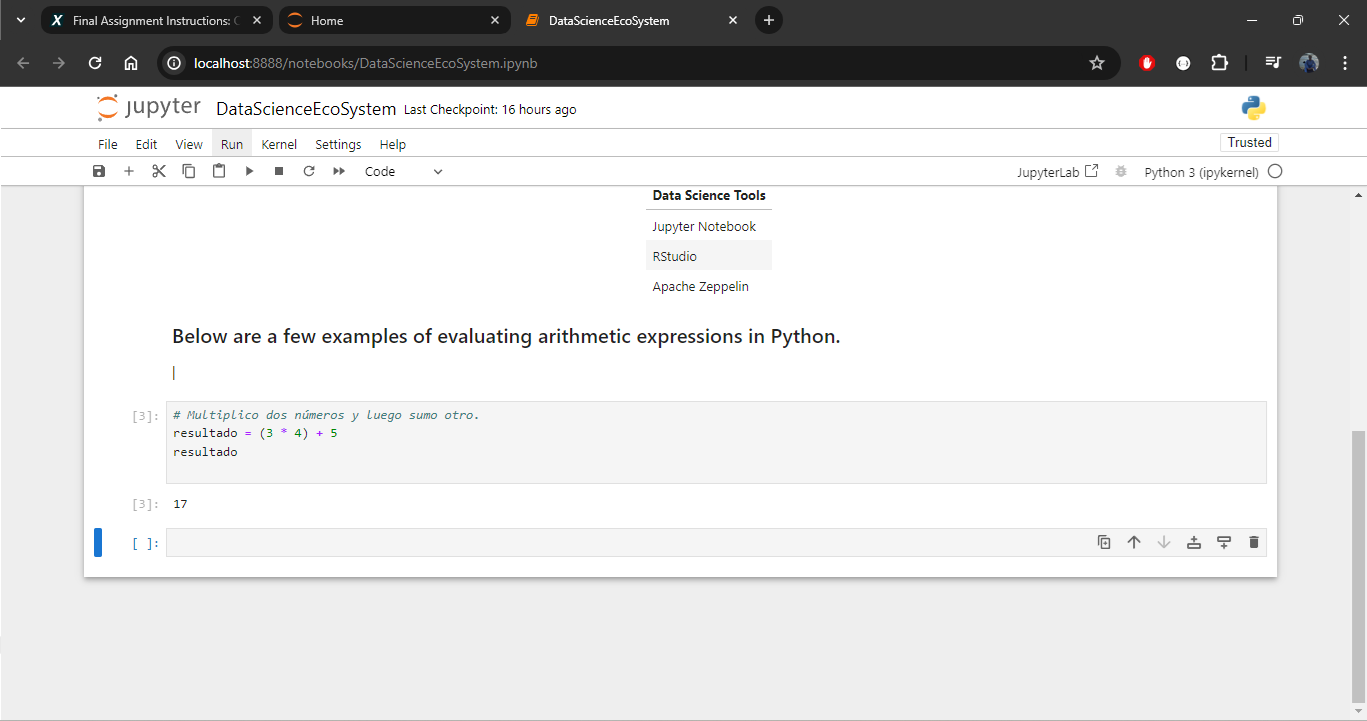 Final Assignment Instructions: C
Home
DataScienceEcoSystem
localhost:8888/notebooks/DataScienceEcoSystem.ipynb
jupyter DataScienceEcoSystem Last Checkpoint: 16 hours ago
File Edit View Run Kernel Settings Help
Trusted
Code
JupyterLab
Python 3 (ipykernel)
Data Science Tools
Jupyter Notebook
RStudio
Apache Zeppelin
Below are a few examples of evaluating arithmetic expressions in Python.
|
[3]: # Multiplico dos números y luego sumo otro.
resultado = (3 * 4) + 5
resultado
[3]: 17
[ ]: